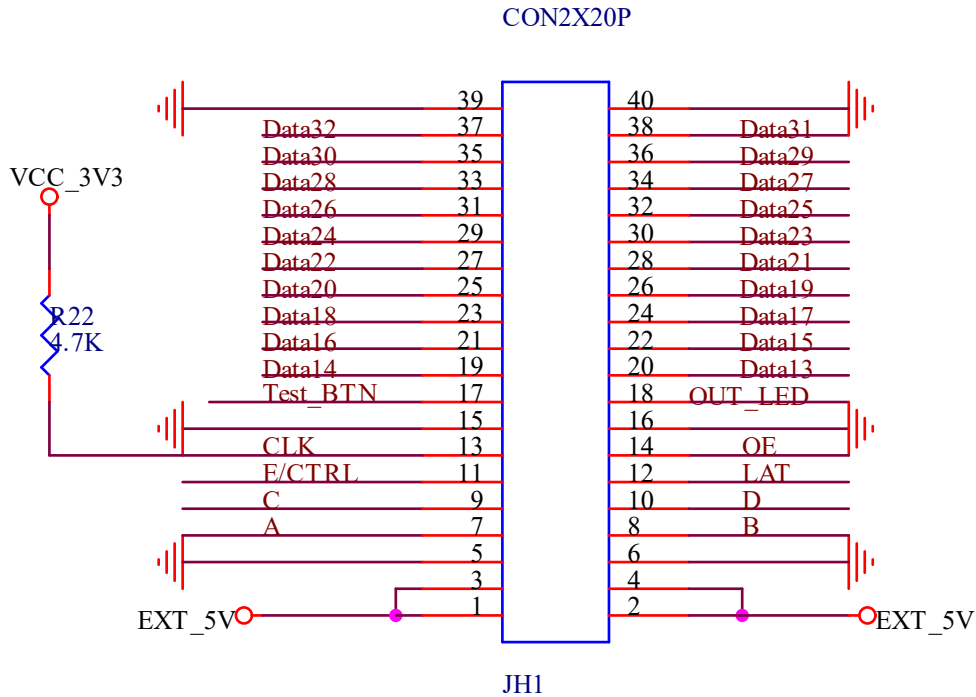 CON2X20P
39 40
Data32 37 38 Data31
Data30 35 36 Data29
VCC_3V3 Data28 33 34 Data27
Data26 31 32 Data25
Data24 29 30 Data23
Data22 27 28 Data21
Data20 25 26 Data19
R22 Data18 23 24 Data17
4.7K Data16 21 22 Data15
Data14 19 20 Data13
Test_BTN 17 18 OUT_LED
15 16
CLK 13 14 OE
E/CTRL 11 12 LAT
C 9 10 D
A 7 8 B
5 6
3 4
EXT_5V 1 2 EXT_5V
JH1